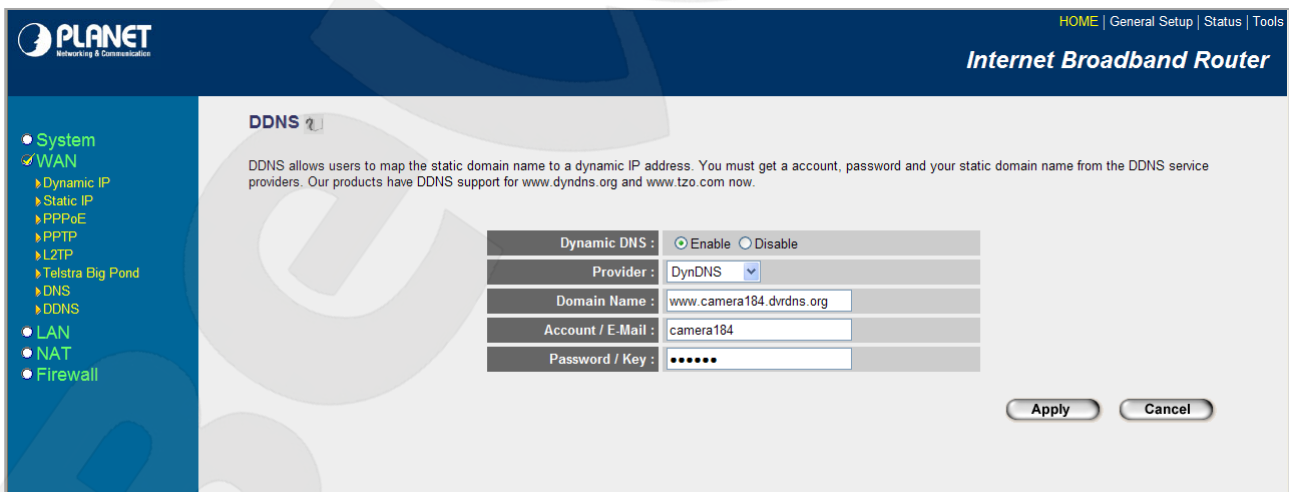 PLANET
Networking & Communication
HOME | General Setup | Status | Tools
Internet Broadband Router
System
WAN
Dynamic IP
Static IP
PPPoE
PPTP
L2TP
Telstra Big Pond
DNS
DDNS
LAN
NAT
Firewall
DDNS
DDNS allows users to map the static domain name to a dynamic IP address. You must get a account, password and your static domain name from the DDNS service
providers. Our products have DDNS support for www.dyndns.org and www.tzo.com now.
Dynamic DNS : Enable Disable
Provider : DynDNS
Domain Name : www.camera184.dvrdns.org
Account / E-Mail : camera184
Password / Key : ●●●●●●
Apply Cancel